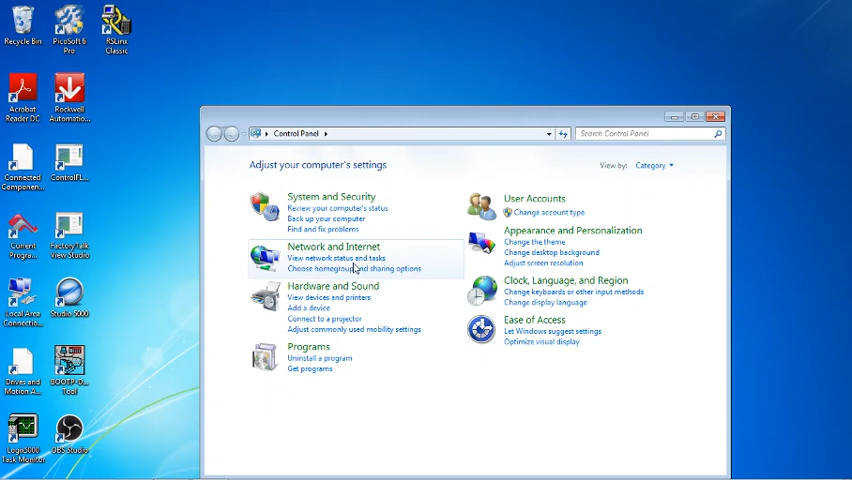 Recycle Bin
PicoSoft 6 Pro
RSLinx Classic
Acrobat Reader DC
Rockwell Automatio...
Connected Componen...
ControlFL...
Current Progra...
FactoryTalk View Studio
Local Area Connectio...
Studio 5000
Drives and Motion A...
BOOTP-D... Tool
Logix5000 Task Monitor
OBS Studio
Control Panel
Search Control Panel
Adjust your computer's settings
View by: Category
System and Security
Review your computer's status
Back up your computer
Find and fix problems
Network and Internet
View network status and tasks
Choose homegroup and sharing options
Hardware and Sound
View devices and printers
Add a device
Connect to a projector
Adjust commonly used mobility settings
Programs
Uninstall a program
Get programs
User Accounts
Change account type
Appearance and Personalization
Change the theme
Change desktop background
Adjust screen resolution
Clock, Language, and Region
Change keyboards or other input methods
Change display language
Ease of Access
Let Windows suggest settings
Optimize visual display